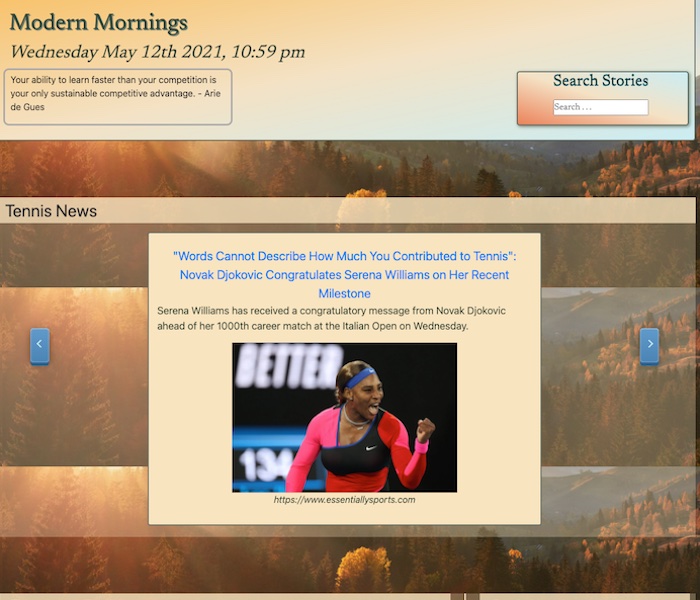 Modern Mornings
Wednesday May 12th 2021, 10:59 pm
Your ability to learn faster than your competition is
your only sustainable competitive advantage. - Arie
de Gues
Search Stories
Search ...
Tennis News
"Words Cannot Describe How Much You Contributed to Tennis":
Novak Djokovic Congratulates Serena Williams on Her Recent
Milestone
Serena Williams has received a congratulatory message from Novak Djokovic
ahead of her 1000th career match at the Italian Open on Wednesday.
<
>
BETTER
134
https://www.essentiallysports.com